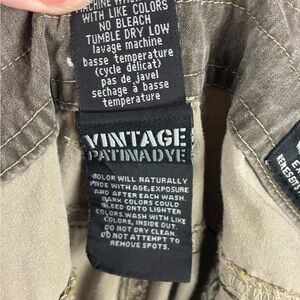 MACHINE WASH
WITH LIKE COLORS
NO BLEACH
TUMBLE DRY LOW
lavage machine
basse temperature
(cycle délicat)
pas de javel
sechage à basse
temperature
VINTAGE
PATINADYE
COLOR WILL NATURALLY
FADE WITH AGE, EXPOSURE
AND AFTER EACH WASH.
DARK COLORS COULD
BLEED ONTO LIGHTER
COLORS. WASH WITH LIKE
COLORS, INSIDE OUT.
DO NOT DRY CLEAN.
DO NOT ATTEMPT TO
REMOVE SPOTS.